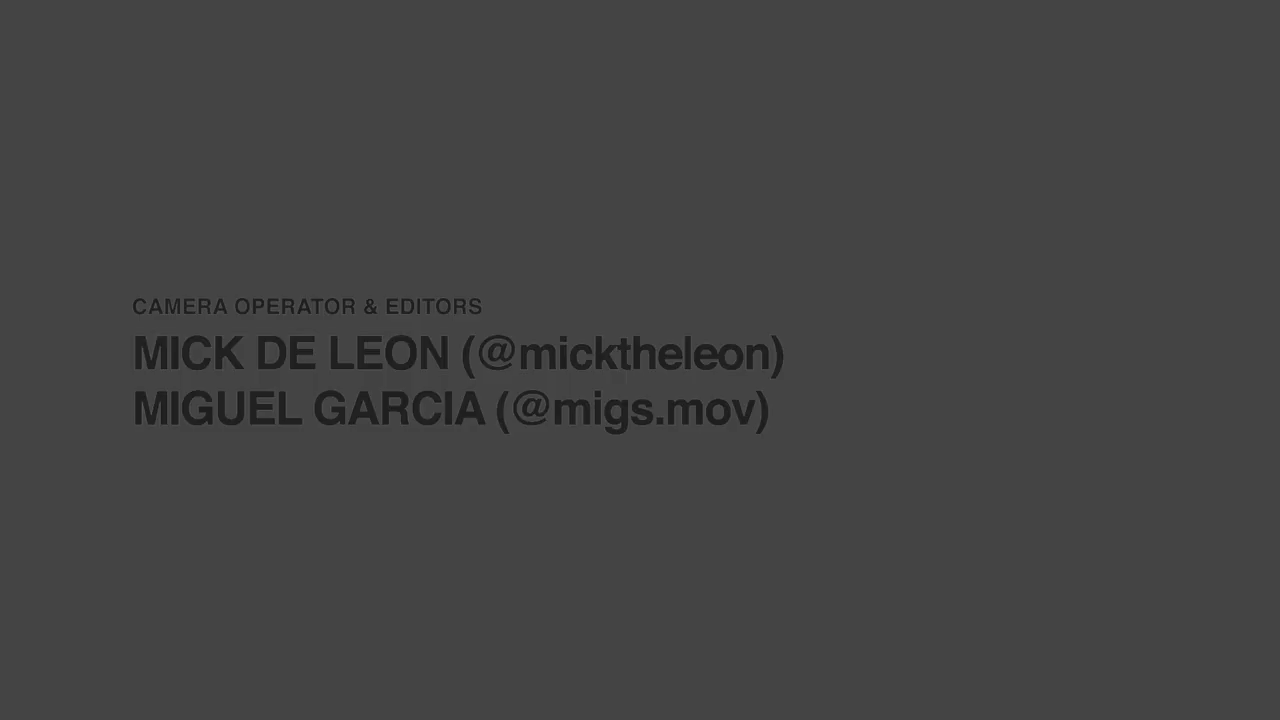 CAMERA OPERATOR & EDITORS
MICK DE LEON (@micktheleon)
MIGUEL GARCIA (@migs.mov)